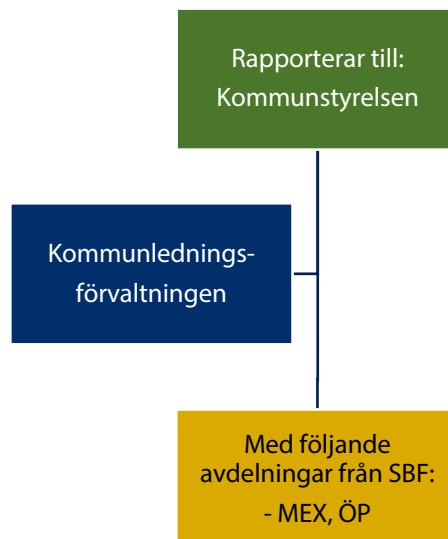 Rapporterar till:
Kommunstyrelsen
Kommunlednings-
förvaltningen
Med följande
avdelningar från SBF:
- MEX, ÖP